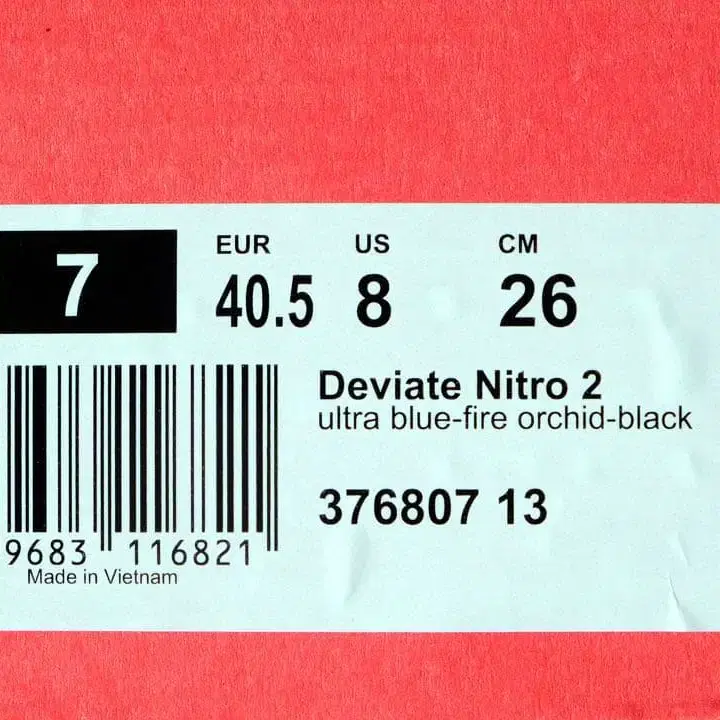 7
EUR US CM
40.5 8 26
Deviate Nitro 2
ultra blue-fire orchid-black
376807 13
9683 116821
Made in Vietnam